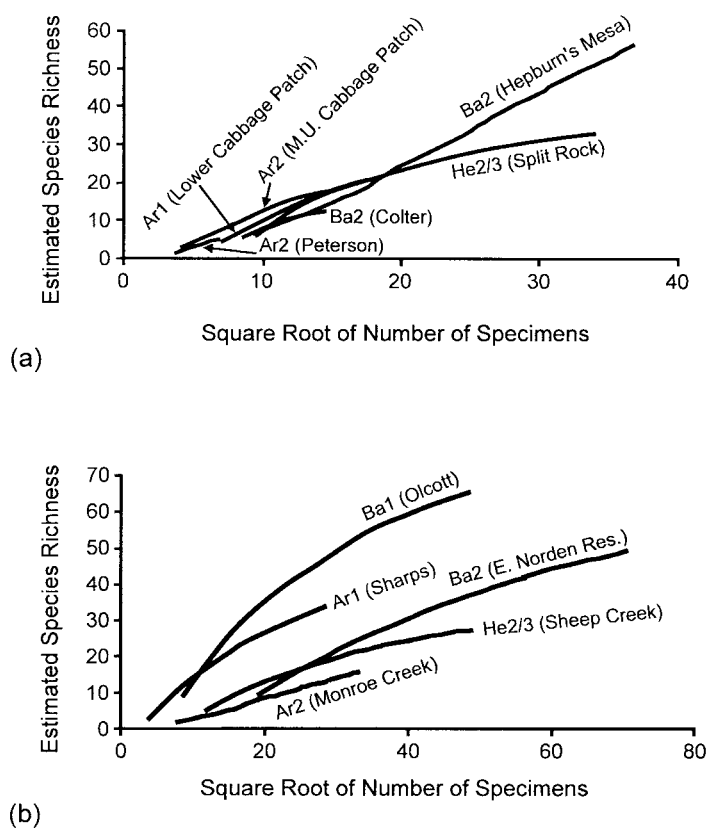 60
50
40
30
20
10
0
Estimated Species Richness
Ar1 (Lower Cabbage Patch)
Ar2 (M.U. Cabbage Patch)
Ba2 (Hepburn's Mesa)
He2/3 (Split Rock)
Ba2 (Colter)
Ar2 (Peterson)
0 10 20 30 40
Square Root of Number of Specimens
(a)
70
60
50
40
30
20
10
0
Estimated Species Richness
Ba1 (Olcott)
Ar1 (Sharps)
Ba2 (E. Norden Res.)
He2/3 (Sheep Creek)
Ar2 (Monroe Creek)
0 20 40 60 80
Square Root of Number of Specimens
(b)